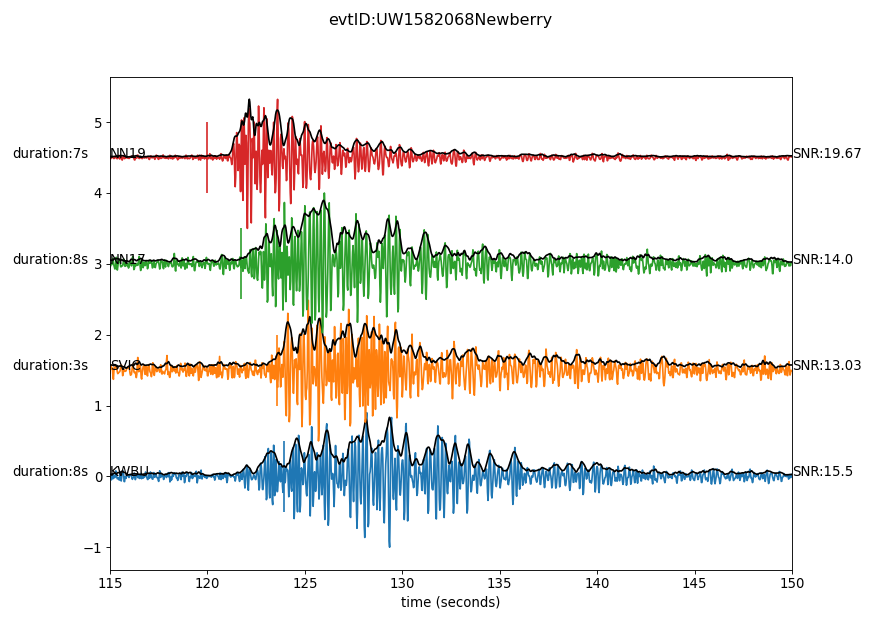 evtID:UW1582068Newberry
5
duration:7s NN19 SNR:19.67
4
duration:8s NN17 SNR:14.0
3
2
duration:3s SVIC SNR:13.03
1
duration:8s KWBU SNR:15.5
0
−1
115 120 125 130 135 140 145 150
time (seconds)